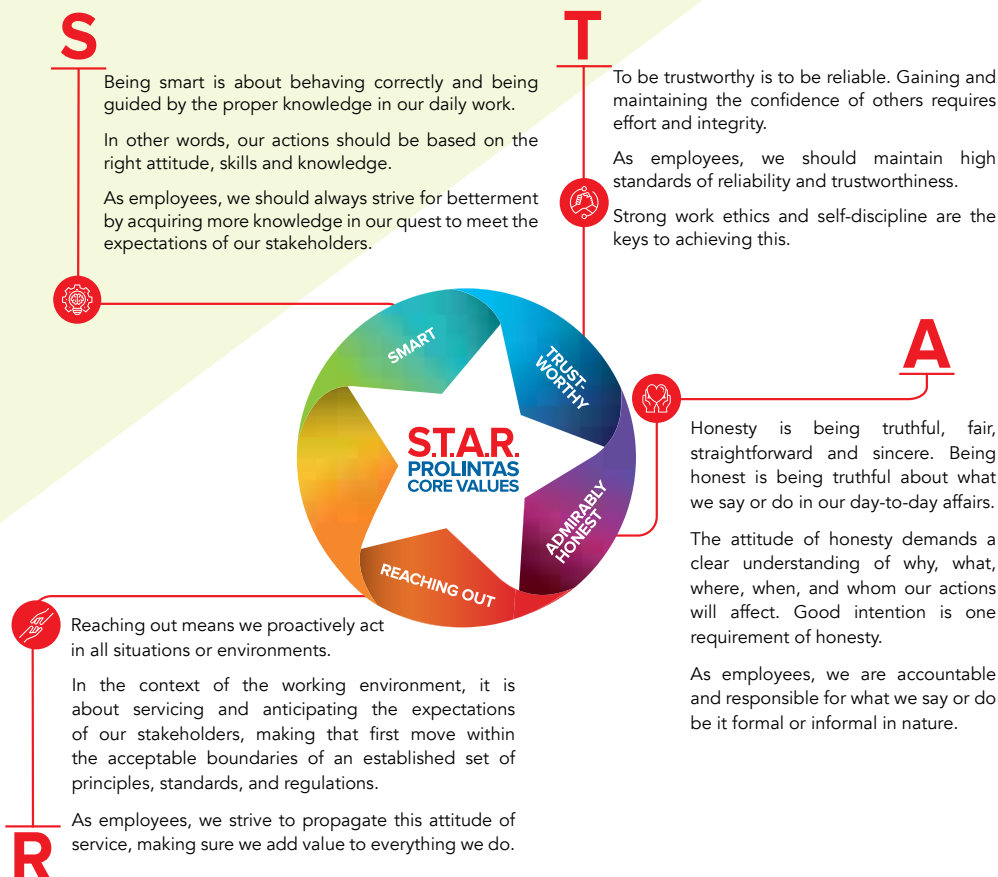 S
Being smart is about behaving correctly and being
guided by the proper knowledge in our daily work.
In other words, our actions should be based on the
right attitude, skills and knowledge.
As employees, we should always strive for betterment
by acquiring more knowledge in our quest to meet the
expectations of our stakeholders.
T
To be trustworthy is to be reliable. Gaining and
maintaining the confidence of others requires
effort and integrity.
As employees, we should maintain high
standards of reliability and trustworthiness.
Strong work ethics and self-discipline are the
keys to achieving this.
SMART
TRUST-
WORTHY
ADMIRABLY
HONEST
REACHING OUT
S.T.A.R.
PROLINTAS
CORE VALUES
A
Honesty is being truthful, fair,
straightforward and sincere. Being
honest is being truthful about what
we say or do in our day-to-day affairs.
The attitude of honesty demands a
clear understanding of why, what,
where, when, and whom our actions
will affect. Good intention is one
requirement of honesty.
As employees, we are accountable
and responsible for what we say or do
be it formal or informal in nature.
Reaching out means we proactively act
in all situations or environments.
In the context of the working environment, it is
about servicing and anticipating the expectations
of our stakeholders, making that first move within
the acceptable boundaries of an established set of
principles, standards, and regulations.
As employees, we strive to propagate this attitude of
service, making sure we add value to everything we do.
R